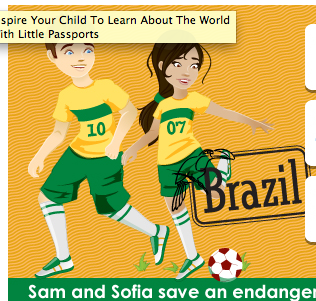 spire Your Child To Learn About The World
ith Little Passports
10
07
Brazil
Sam and Sofia save an endanger